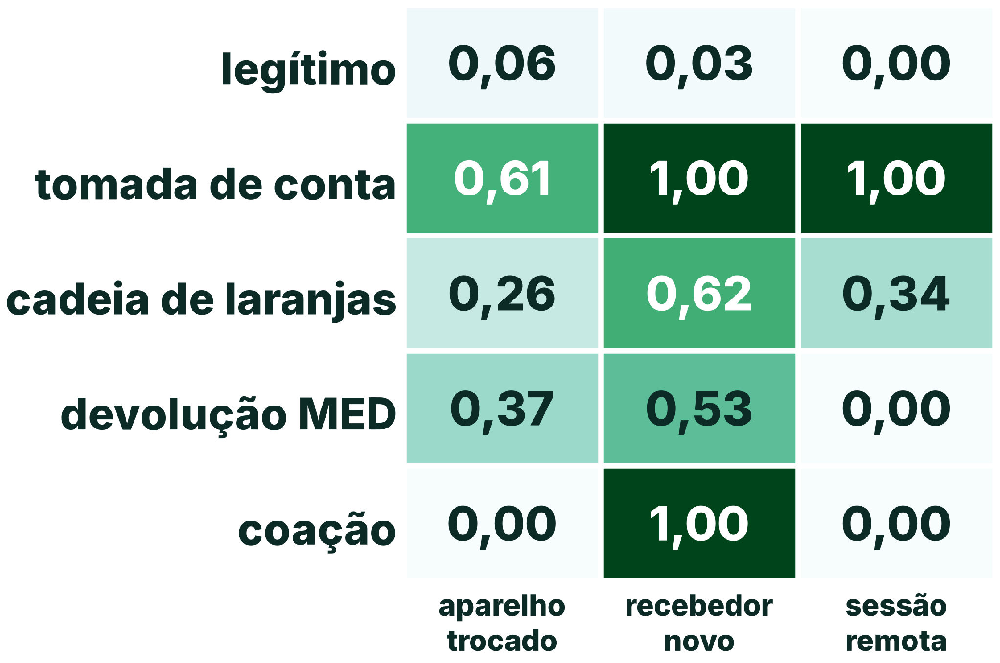 legítimo 0,06 0,03 0,00
tomada de conta 0,61 1,00 1,00
cadeia de laranjas 0,26 0,62 0,34
devolução MED 0,37 0,53 0,00
coação 0,00 1,00 0,00
aparelho recebedor sessão
trocado novo remota